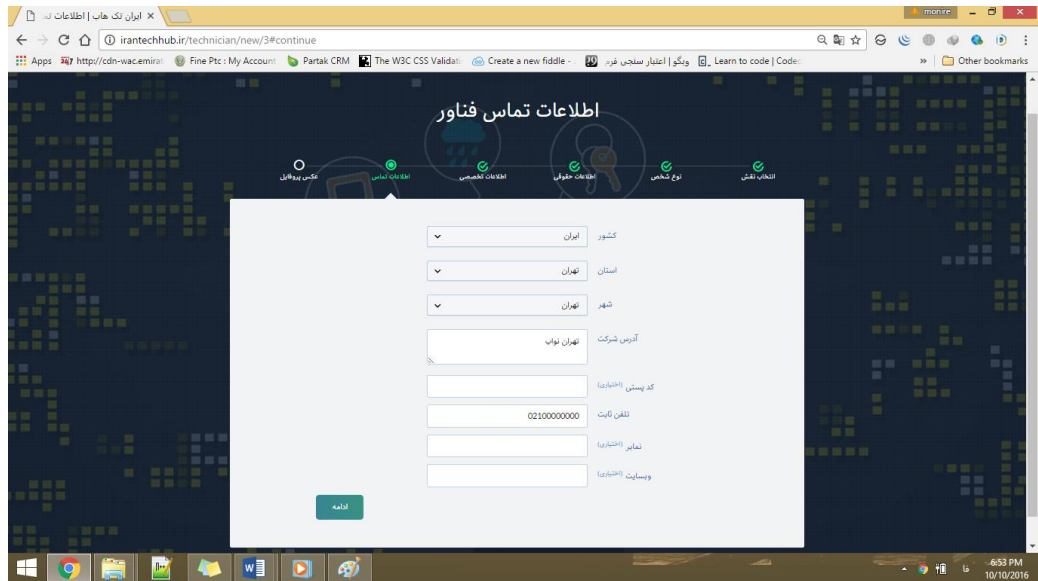 ایران تک هاب | اطلاعات تم
monire
irantechhub.ir/technician/new/3#continue
Apps http://cdn-wac.emirat Fine Ptc : My Account Partak CRM The W3C CSS Validati Create a new fiddle - ویگو | اعتبار سنجی فرم Learn to code | Codec » Other bookmarks
اطلاعات تماس فناور
انتخاب نقش نوع شخص اطلاعات حقوقی اطلاعات تخصصی اطلاعات تماس عکس پروفایل
کشور ایران
استان تهران
شهر تهران
آدرس شرکت تهران نواب
کد پستی (اختیاری)
تلفن ثابت 02100000000
نمابر (اختیاری)
وبسایت (اختیاری)
ادامه
فا 6:53 PM
10/10/2016